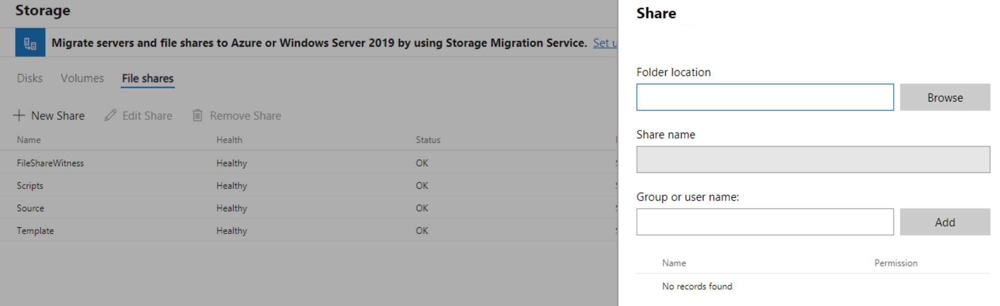 Storage
Migrate servers and file shares to Azure or Windows Server 2019 by using Storage Migration Service. Set
Disks Volumes File shares
New Share Edit Share Remove Share
Name Health Status
FileShareWitness Healthy OK
Scripts Healthy OK
Source Healthy OK
Template Healthy OK
Share
Folder location
Browse
Share name
Group or user name:
Add
Name Permission
No records found